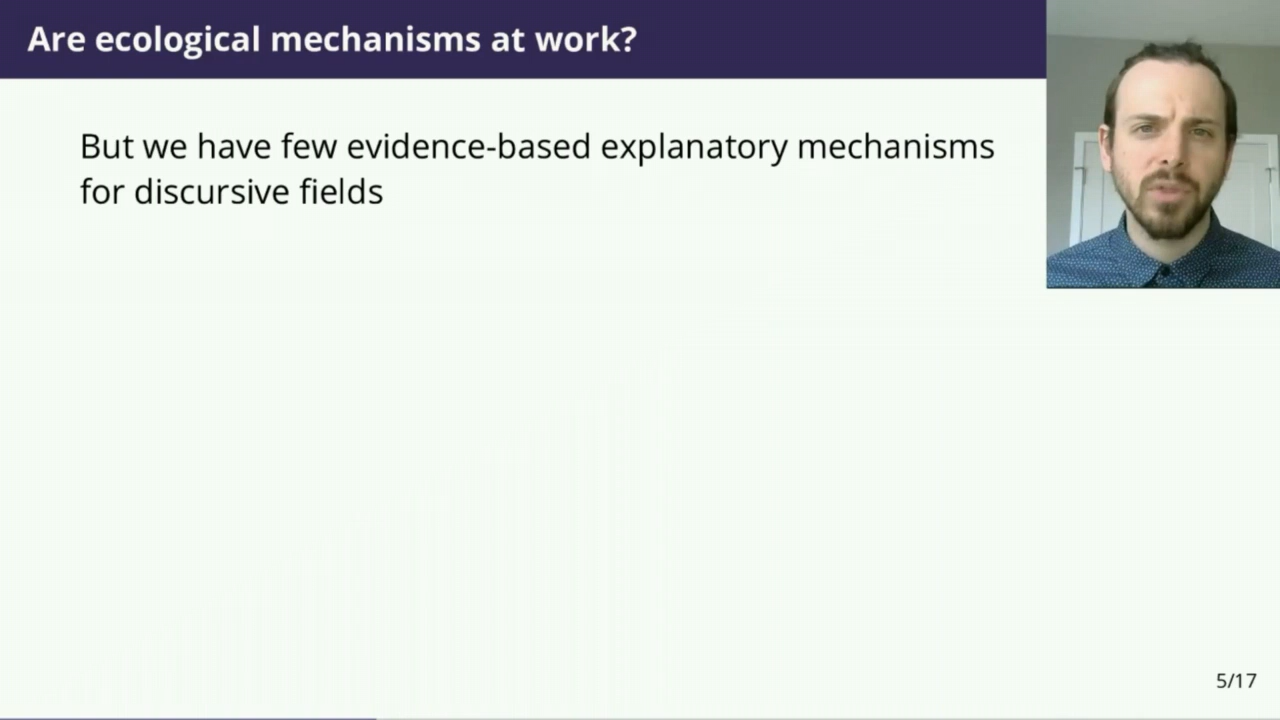 Are ecological mechanisms at work?
But we have few evidence-based explanatory mechanisms
for discursive fields
5/17